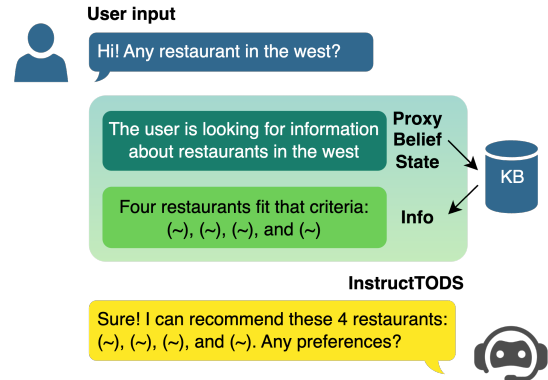 User input
Hi! Any restaurant in the west?
The user is looking for information
about restaurants in the west
Proxy
Belief
State
KB
Four restaurants fit that criteria:
(~), (~), (~), and (~)
Info
InstructTODS
Sure! I can recommend these 4 restaurants:
(~), (~), (~), and (~). Any preferences?